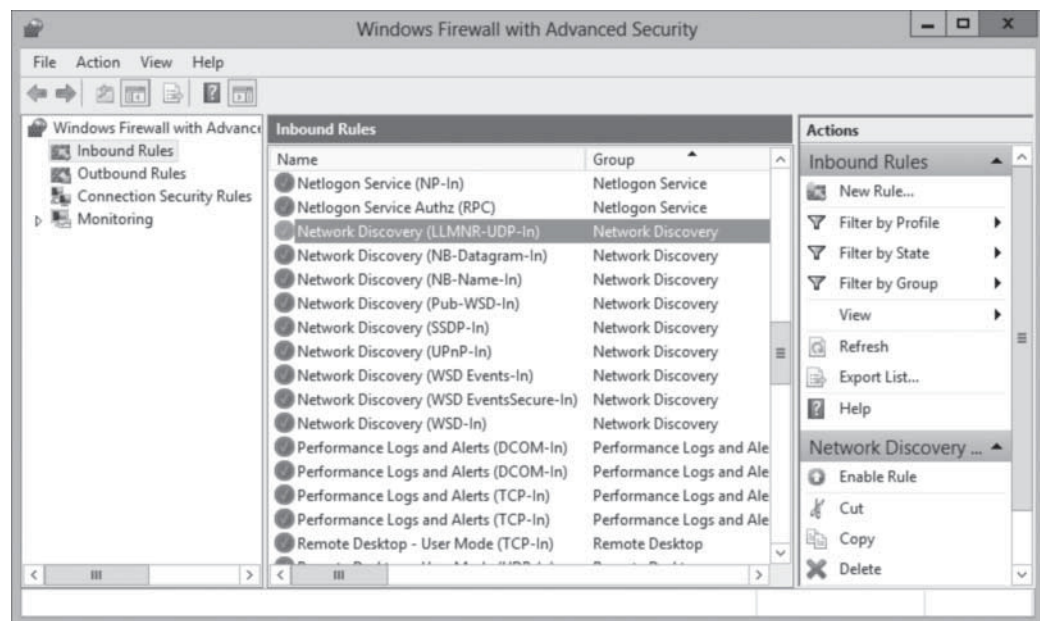 Windows Firewall with Advanced Security
File Action View Help
Windows Firewall with Advance
Inbound Rules
Outbound Rules
Connection Security Rules
Monitoring
Inbound Rules
Name Group
Netlogon Service (NP-In) Netlogon Service
Netlogon Service Authz (RPC) Netlogon Service
Network Discovery (LLMNR-UDP-In) Network Discovery
Network Discovery (NB-Datagram-In) Network Discovery
Network Discovery (NB-Name-In) Network Discovery
Network Discovery (Pub-WSD-In) Network Discovery
Network Discovery (SSDP-In) Network Discovery
Network Discovery (UPnP-In) Network Discovery
Network Discovery (WSD Events-In) Network Discovery
Network Discovery (WSD EventsSecure-In) Network Discovery
Network Discovery (WSD-In) Network Discovery
Performance Logs and Alerts (DCOM-In) Performance Logs and Ale
Performance Logs and Alerts (DCOM-In) Performance Logs and Ale
Performance Logs and Alerts (TCP-In) Performance Logs and Ale
Performance Logs and Alerts (TCP-In) Performance Logs and Ale
Remote Desktop - User Mode (TCP-In) Remote Desktop
Actions
Inbound Rules
New Rule...
Filter by Profile
Filter by State
Filter by Group
View
Refresh
Export List...
Help
Network Discovery ...
Enable Rule
Cut
Copy
Delete